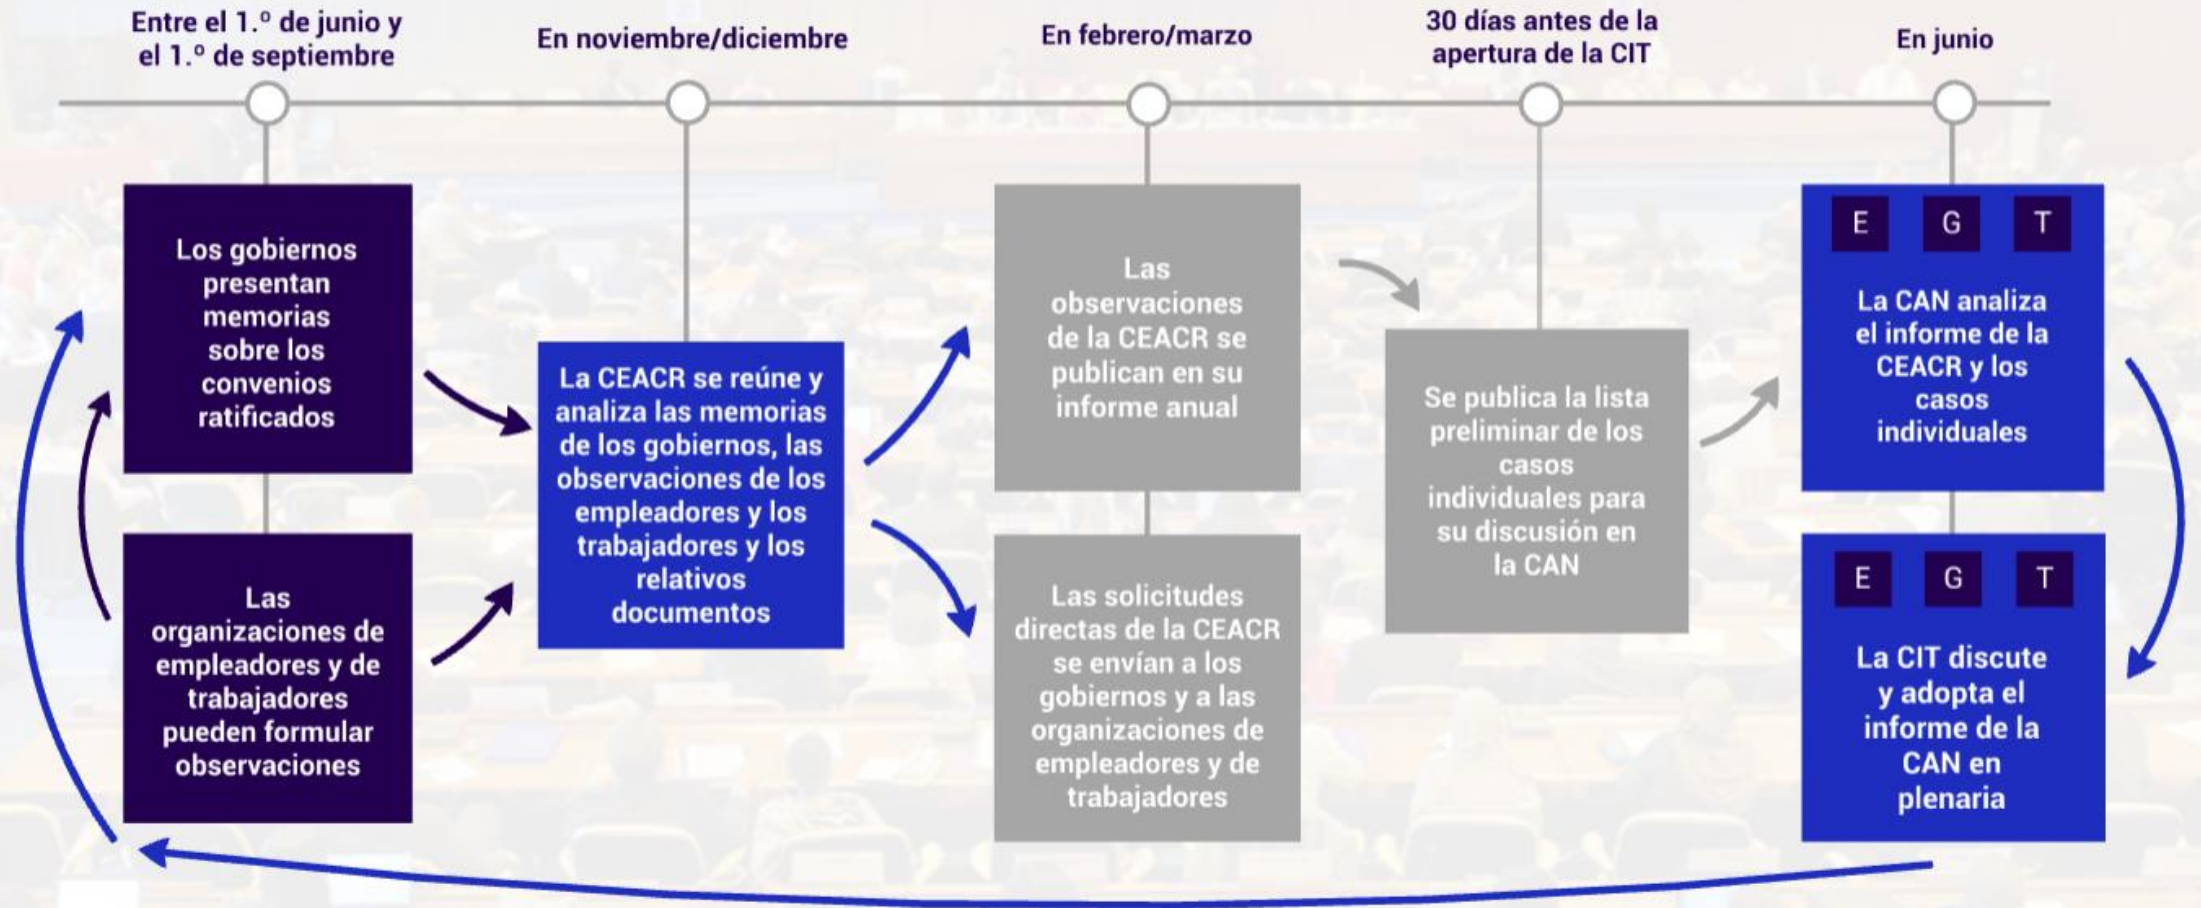 Entre el 1.º de junio y
el 1.º de septiembre
En noviembre/diciembre
En febrero/marzo
30 días antes de la
apertura de la CIT
En junio
Los gobiernos
presentan
memorias
sobre los
convenios
ratificados
Las
organizaciones de
empleadores y de
trabajadores
pueden formular
observaciones
La CEACR se reúne y
analiza las memorias
de los gobiernos, las
observaciones de los
empleadores y los
trabajadores y los
relativos
documentos
Las
observaciones
de la CEACR se
publican en su
informe anual
Las solicitudes
directas de la CEACR
se envían a los
gobiernos y a las
organizaciones de
empleadores y de
trabajadores
Se publica la lista
preliminar de los
casos
individuales para
su discusión en
la CAN
E G T
La CAN analiza
el informe de la
CEACR y los
casos
individuales
E G T
La CIT discute
y adopta el
informe de la
CAN en
plenaria